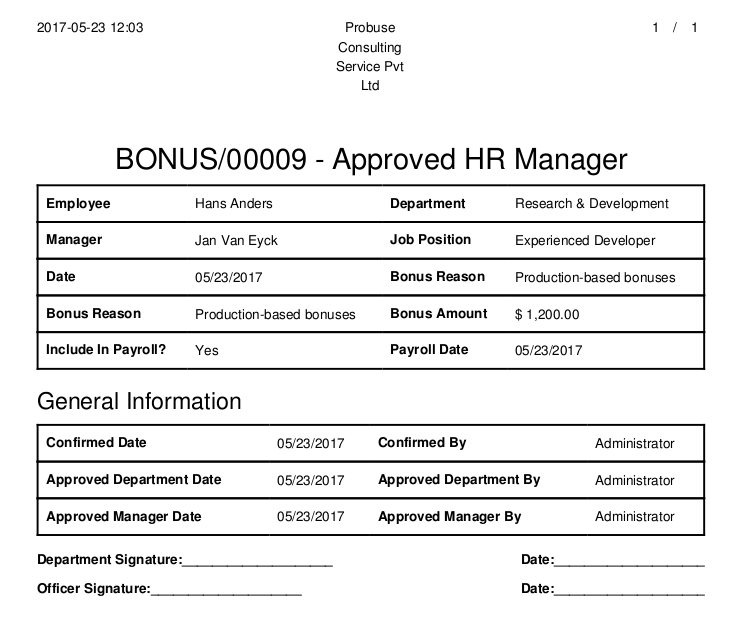 2017-05-23 12:03 Probuse 1 / 1
Consulting
Service Pvt
Ltd
BONUS/00009 - Approved HR Manager
Employee Hans Anders Department Research & Development
Manager Jan Van Eyck Job Position Experienced Developer
Date 05/23/2017 Bonus Reason Production-based bonuses
Bonus Reason Production-based bonuses Bonus Amount $ 1,200.00
Include In Payroll? Yes Payroll Date 05/23/2017
General Information
Confirmed Date 05/23/2017 Confirmed By Administrator
Approved Department Date 05/23/2017 Approved Department By Administrator
Approved Manager Date 05/23/2017 Approved Manager By Administrator
Department Signature:____________________ Date:____________________
Officer Signature:____________________ Date:____________________